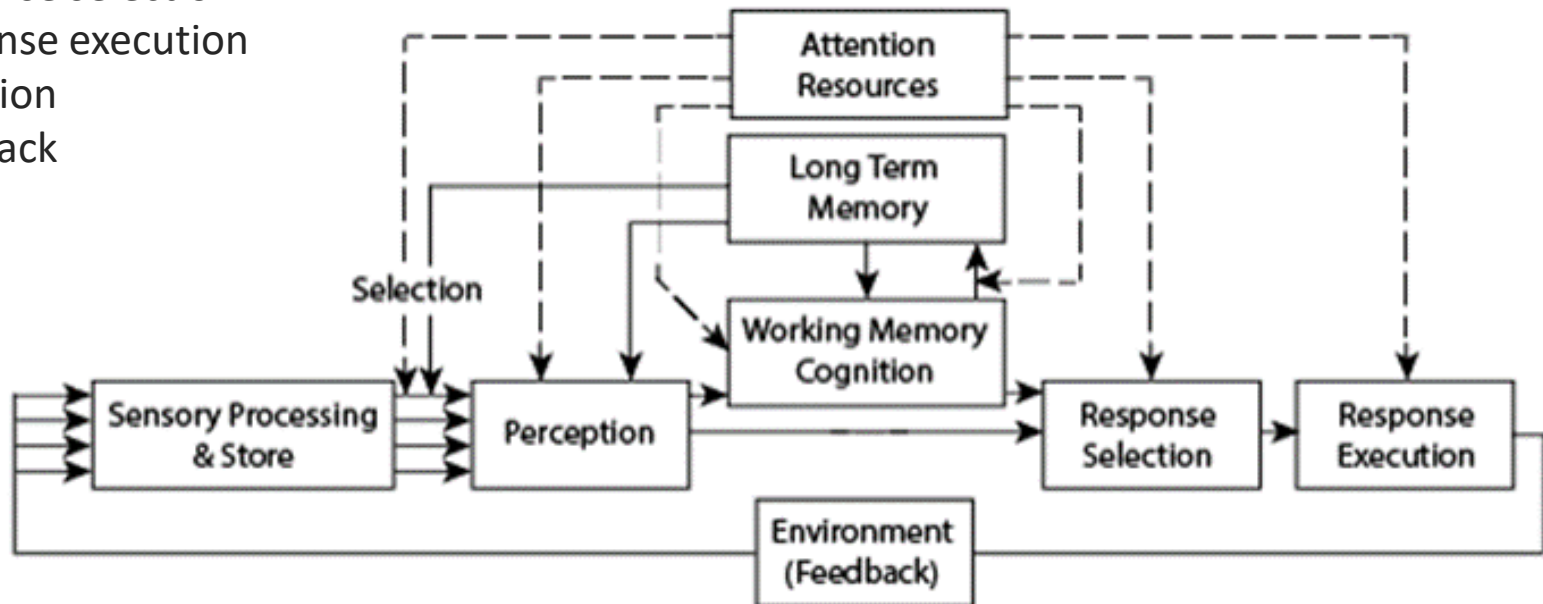 nse execution
ion
ack
Attention
Resources
Long Term
Memory
Selection
Working Memory
Cognition
Sensory Processing
& Store
Perception
Response
Selection
Response
Execution
Environment
(Feedback)